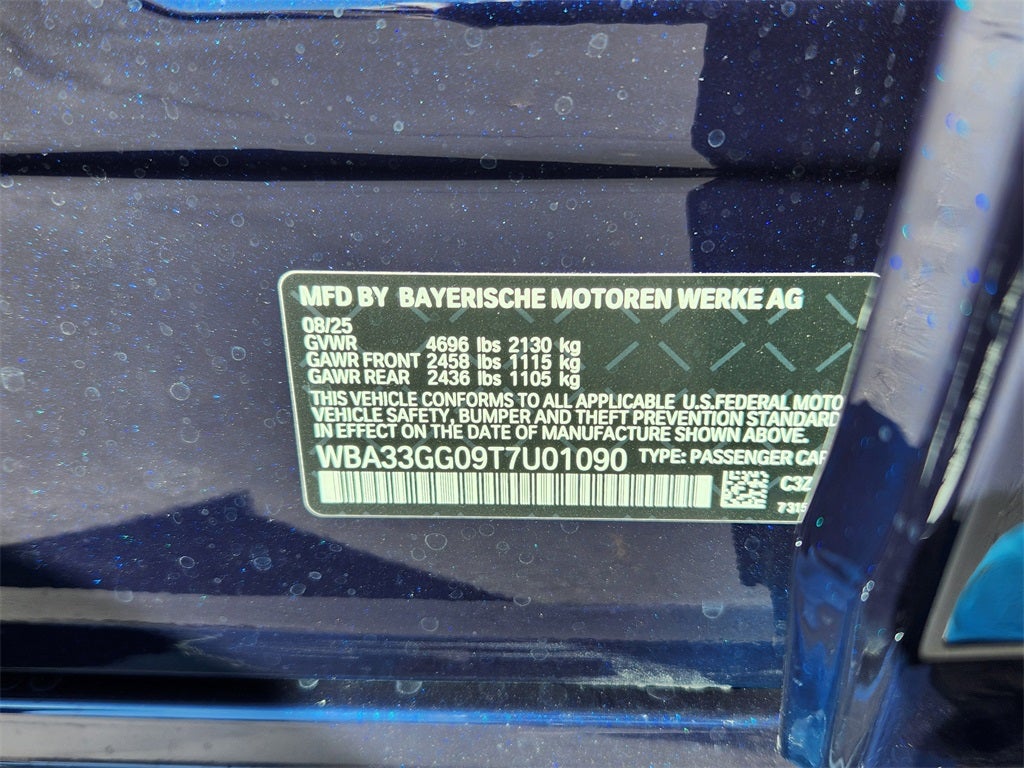 MFD BY BAYERISCHE MOTOREN WERKE AG
08/25
GVWR 4696 lbs 2130 kg
GAWR FRONT 2458 lbs 1115 kg
GAWR REAR 2436 lbs 1105 kg
THIS VEHICLE CONFORMS TO ALL APPLICABLE U.S.FEDERAL MOTO
VEHICLE SAFETY, BUMPER AND THEFT PREVENTION STANDARD
IN EFFECT ON THE DATE OF MANUFACTURE SHOWN ABOVE.
WBA33GG09T7U01090 TYPE: PASSENGER CAR
C3Z
7315